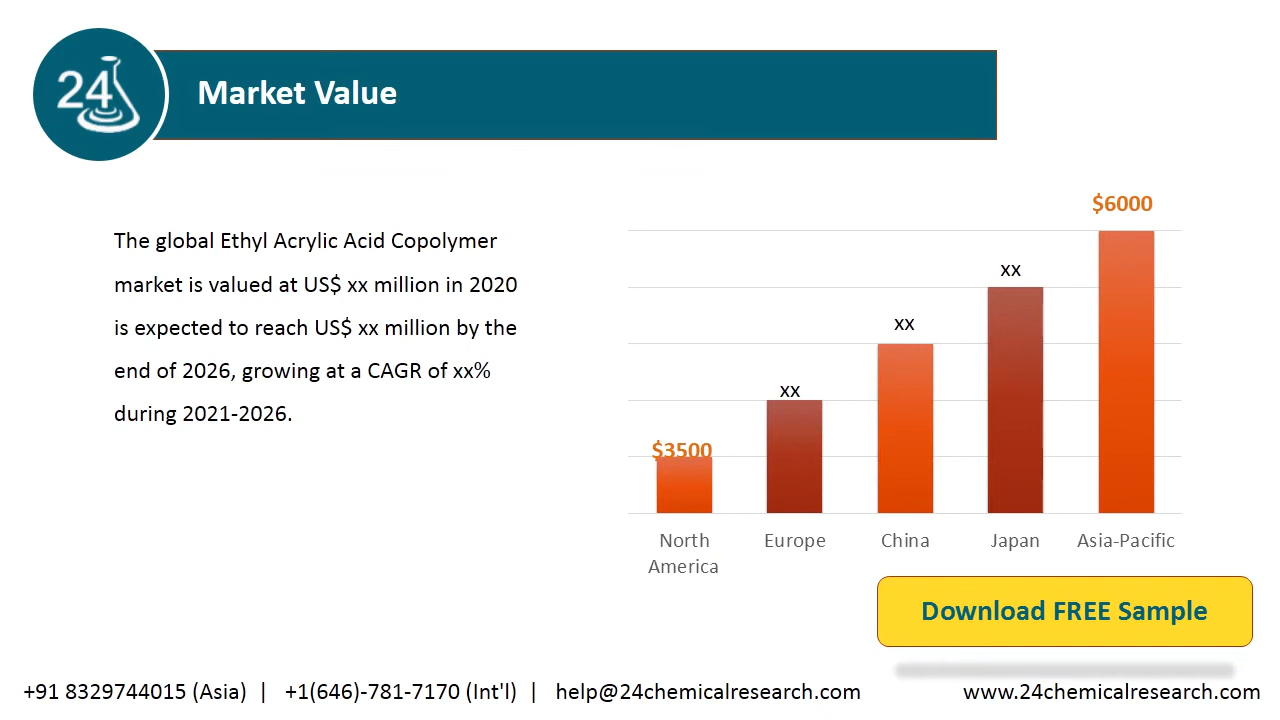 24
Market Value
The global Ethyl Acrylic Acid Copolymer
market is valued at US$ xx million in 2020
is expected to reach US$ xx million by the
end of 2026, growing at a CAGR of xx%
during 2021-2026.
$3500
xx
xx
xx
$6000
North
America
Europe
China
Japan
Asia-Pacific
Download FREE Sample
+91 8329744015 (Asia) | +1(646)-781-7170 (Int'l) | help@24chemicalresearch.com
www.24chemicalresearch.com